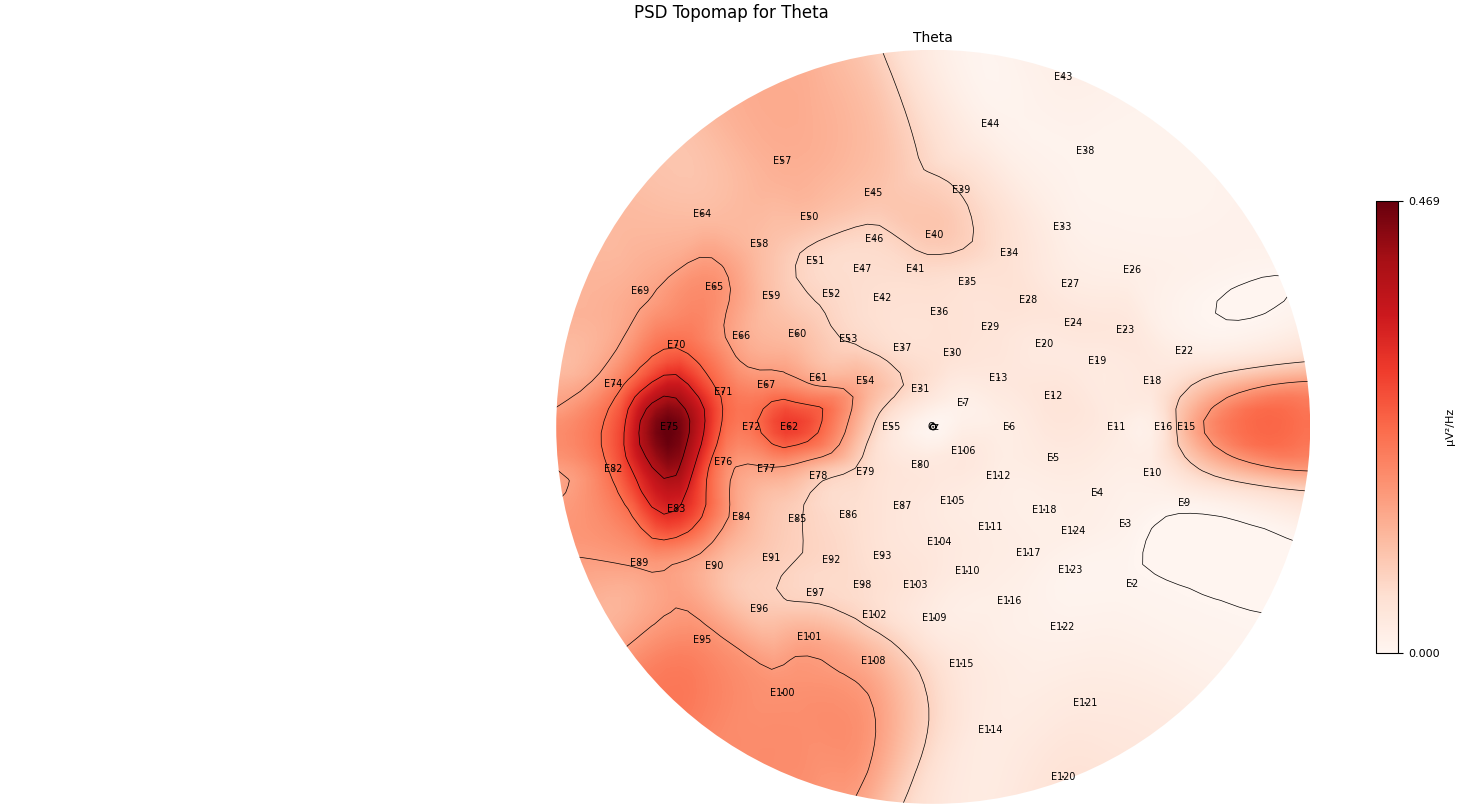 PSD Topomap for Theta
Theta
E43
E44
E38
E57
E45 E39
E64 E50 E33
E58 E46 E40 E34
E51 E47 E41 E26
E69 E65 E59 E52 E42 E35 E28 E27
E36
E66 E60 E53 E29 E24 E23
E70 E37 E30 E20 E22
E19
E74 E71 E67 E61 E54 E31 E13 E12 E18
E7
E75 E72 E62 E55 Cz E6 E11 E16 E15
E82 E76 E77 E78 E79 E80 E106 E112 E5 E10
E83 E84 E85 E86 E87 E105 E118 E4 E9
E111 E124 E3
E89 E90 E91 E92 E93 E104 E117
E110 E123
E96 E97 E98 E103 E116 E2
E102 E109
E95 E101 E122
E108 E115
E100 E121
E114
E120
0.469
0.000
µV²/Hz